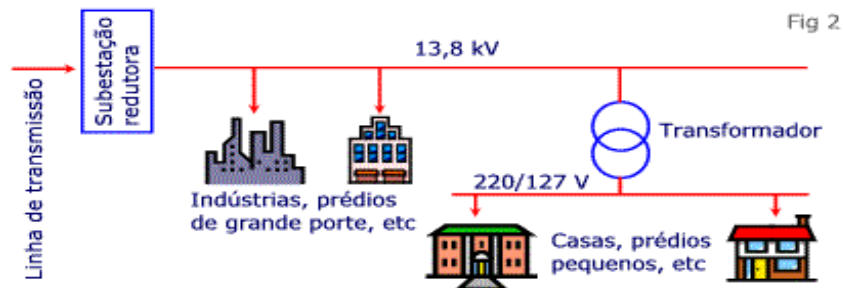 Fig 2
13,8 kV
Linha de transmissão
Subestação
redutora
Transformador
Indústrias, prédios
de grande porte, etc
220/127 V
Casas, prédios
pequenos, etc